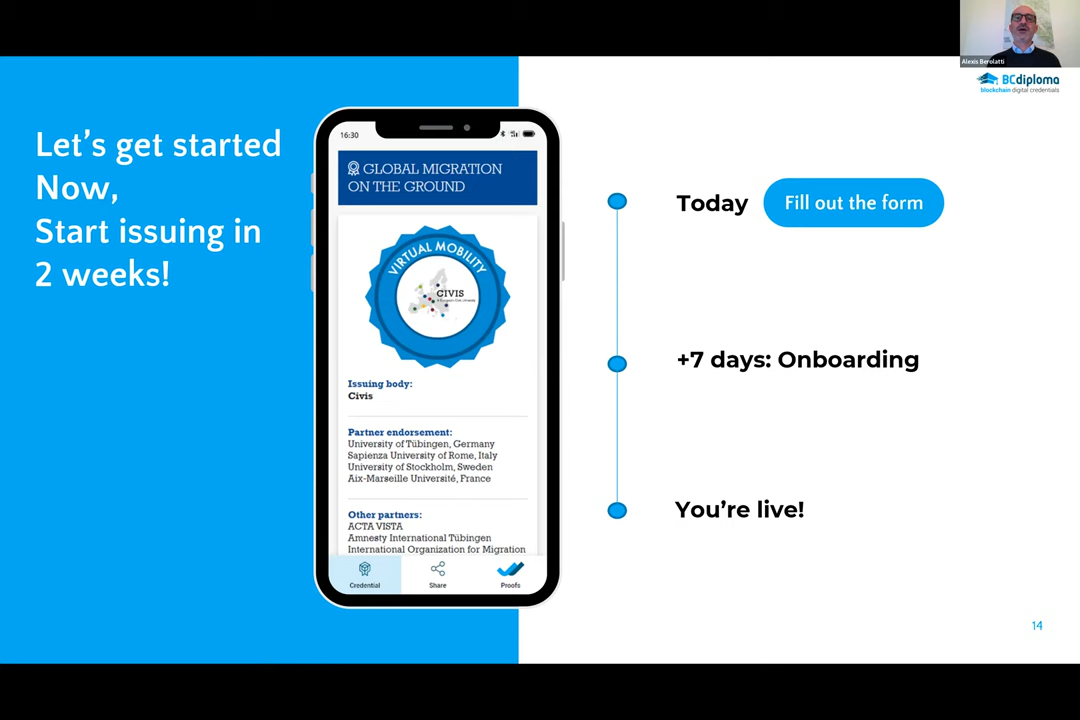 Alexis Berolatti
BCdiploma
blockchain digital credentials
Let's get started
Now,
Start issuing in
2 weeks!
16:30
GLOBAL MIGRATION
ON THE GROUND
VIRTUAL MOBILITY
CIVIS
Issuing body:
Civis
Partner endorsement:
University of Tübingen, Germany
Sapienza University of Rome, Italy
University of Stockholm, Sweden
Aix-Marseille Université, France
Other partners:
ACTA VISTA
Amnesty International Tübingen
International Organization for Migration
Credential
Share
Proofs
Today
Fill out the form
+7 days: Onboarding
You're live!
14